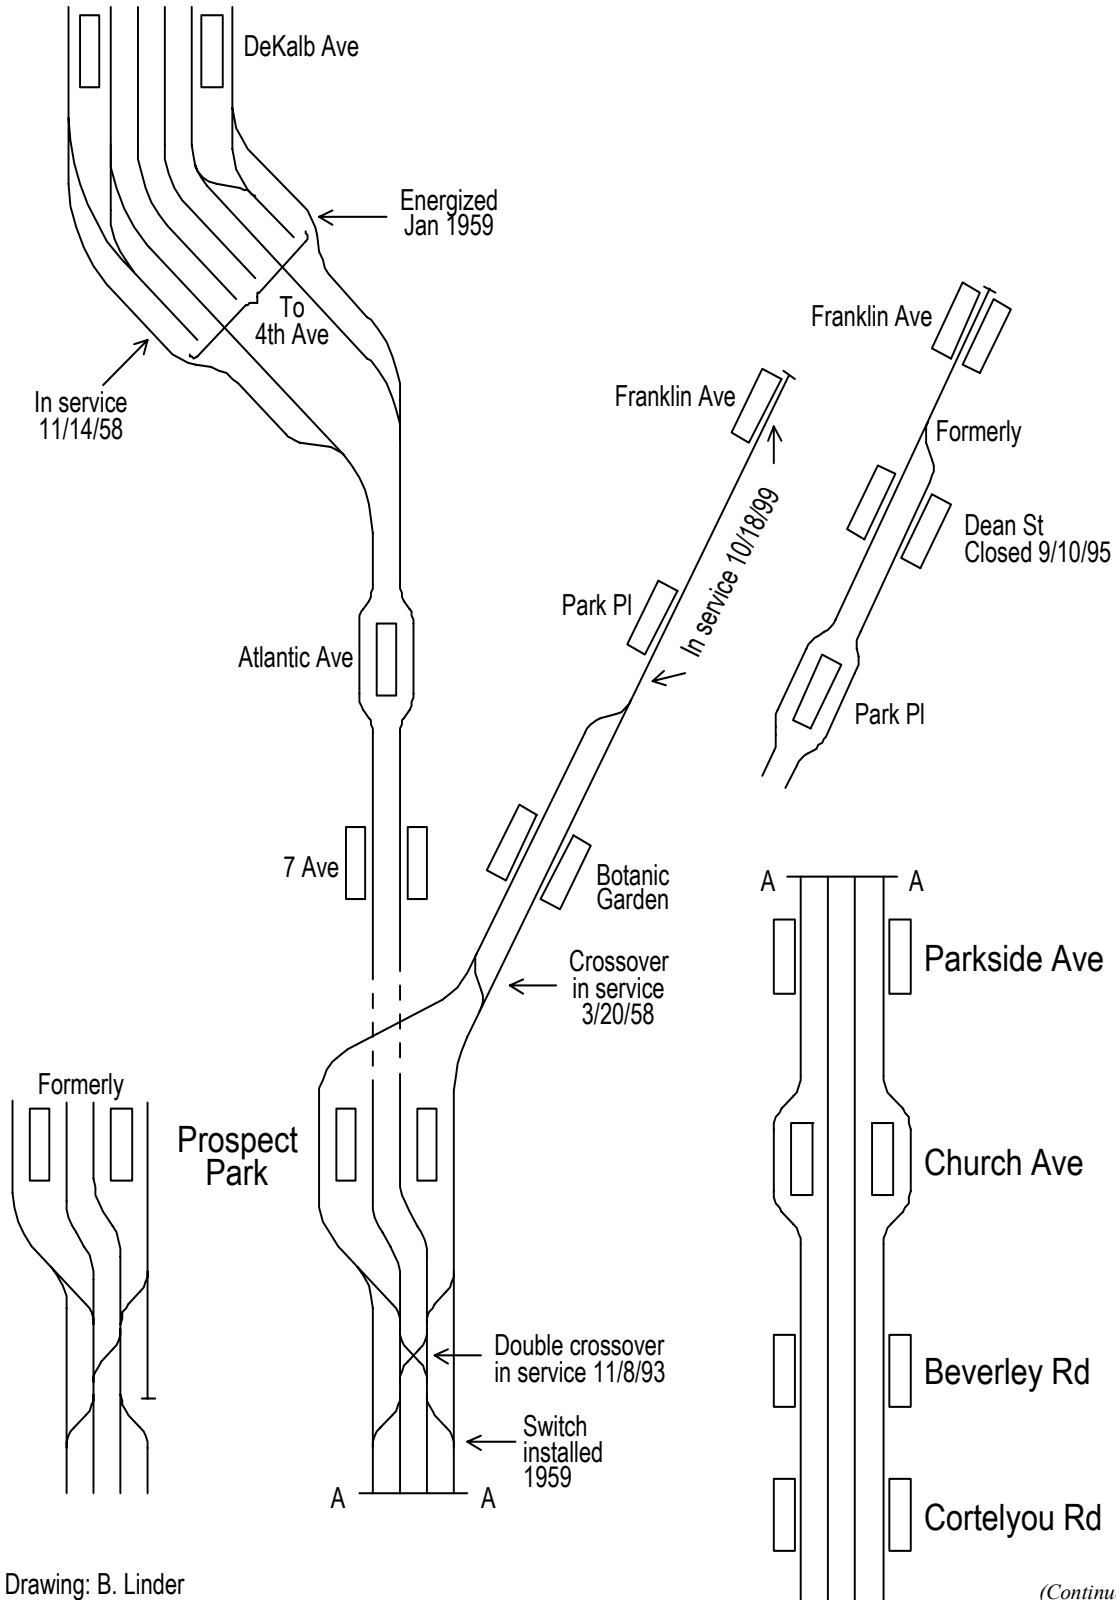 DeKalb Ave
Energized
Jan 1959
To
4th Ave
In service
11/14/58
Franklin Ave
Franklin Ave
Formerly
Dean St
Closed 9/10/95
In service 10/18/99
Park Pl
Park Pl
Atlantic Ave
7 Ave
Botanic
Garden
Crossover
in service
3/20/58
A A
Parkside Ave
Church Ave
Beverley Rd
Cortelyou Rd
Formerly
Prospect
Park
Double crossover
in service 11/8/93
Switch
installed
1959
A A
Drawing: B. Linder